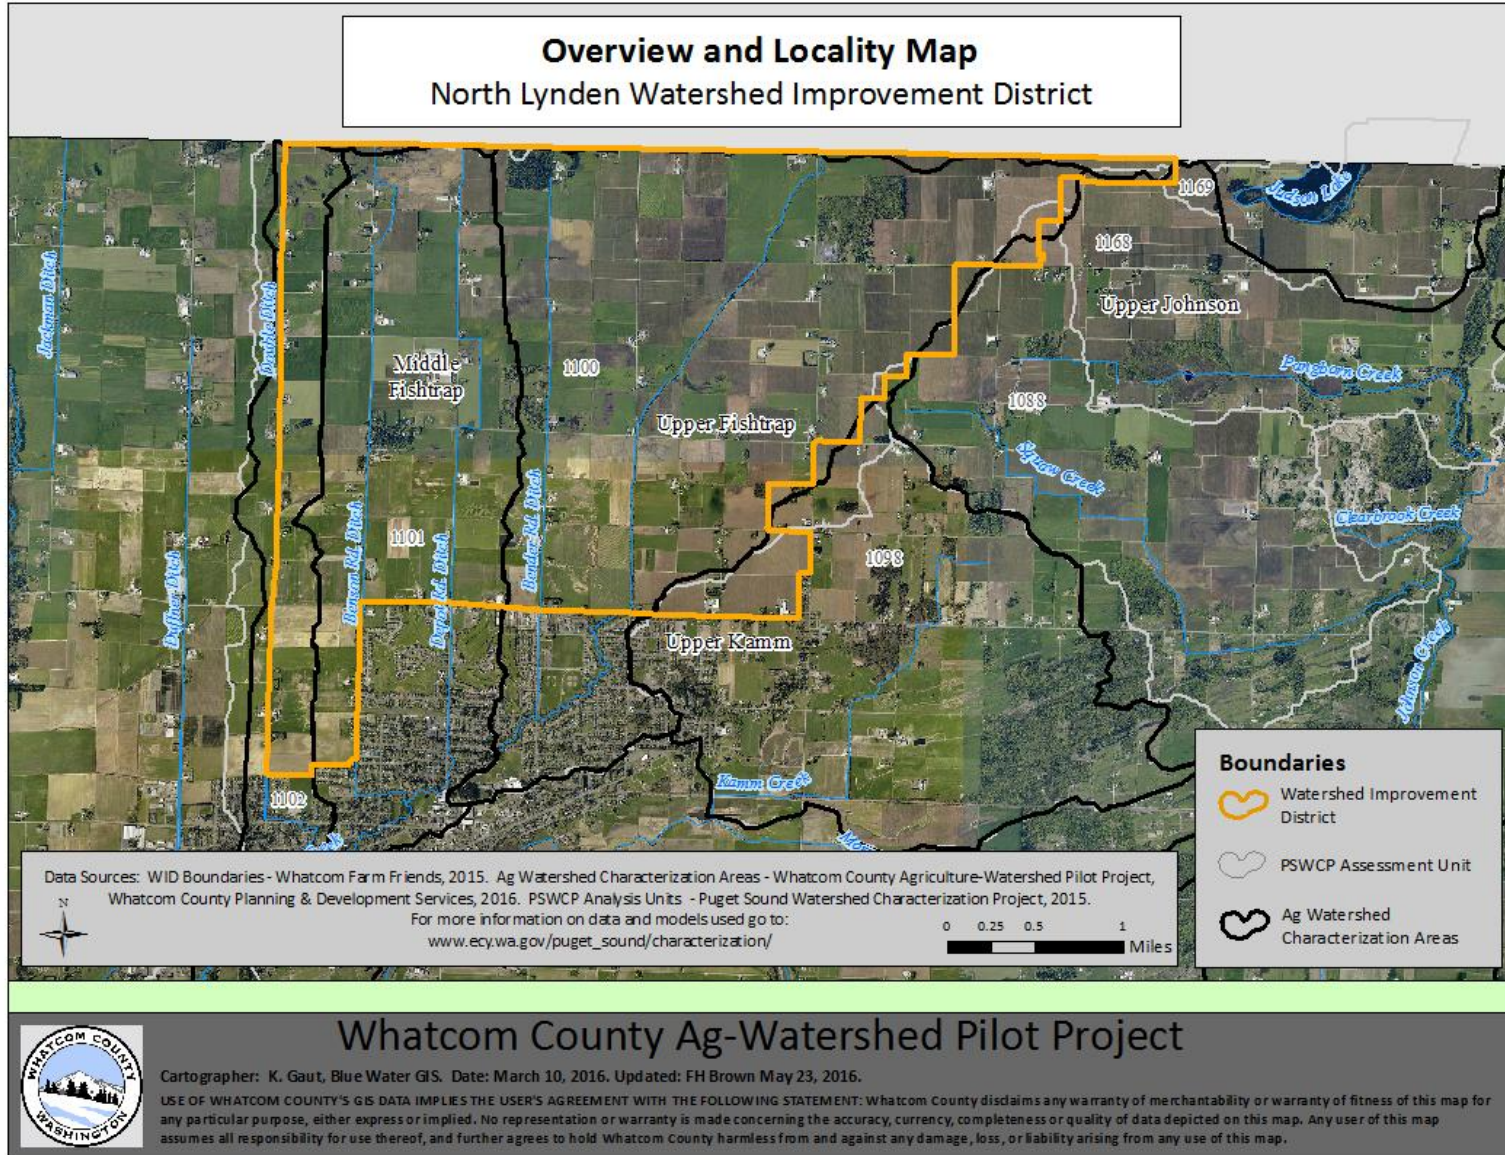 Overview and Locality Map
North Lynden Watershed Improvement District
Judson Lake
1169
1168
Upper Johnson
Jackman Ditch
Double Ditch
Middle
Fishtrap
1100
Pangborn Creek
1088
Upper Fishtrap
Squaw Creek
Bender Rd. Ditch
Clearbrook Creek
1101
Benson Rd. Ditch
Depot Rd. Ditch
1098
Duffner Ditch
Upper Kamm
Johnson Creek
Kamm Creek
1102
Boundaries
Watershed Improvement
District
PSWCP Assessment Unit
Ag Watershed
Characterization Areas
Data Sources: WID Boundaries - Whatcom Farm Friends, 2015. Ag Watershed Characterization Areas - Whatcom County Agriculture-Watershed Pilot Project,
Whatcom County Planning & Development Services, 2016. PSWCP Analysis Units - Puget Sound Watershed Characterization Project, 2015.
For more information on data and models used go to:
www.ecy.wa.gov/puget_sound/characterization/
N
0 0.25 0.5 1
Miles
Whatcom County Ag-Watershed Pilot Project
WHATCOM COUNTY
WASHINGTON
Cartographer: K. Gaut, Blue Water GIS. Date: March 10, 2016. Updated: FH Brown May 23, 2016.
USE OF WHATCOM COUNTY'S GIS DATA IMPLIES THE USER'S AGREEMENT WITH THE FOLLOWING STATEMENT: Whatcom County disclaims any warranty of merchantability or warranty of fitness of this map for
any particular purpose, either express or implied. No representation or warranty is made concerning the accuracy, currency, completeness or quality of data depicted on this map. Any user of this map
assumes all responsibility for use thereof, and further agrees to hold Whatcom County harmless from and against any damage, loss, or liability arising from any use of this map.